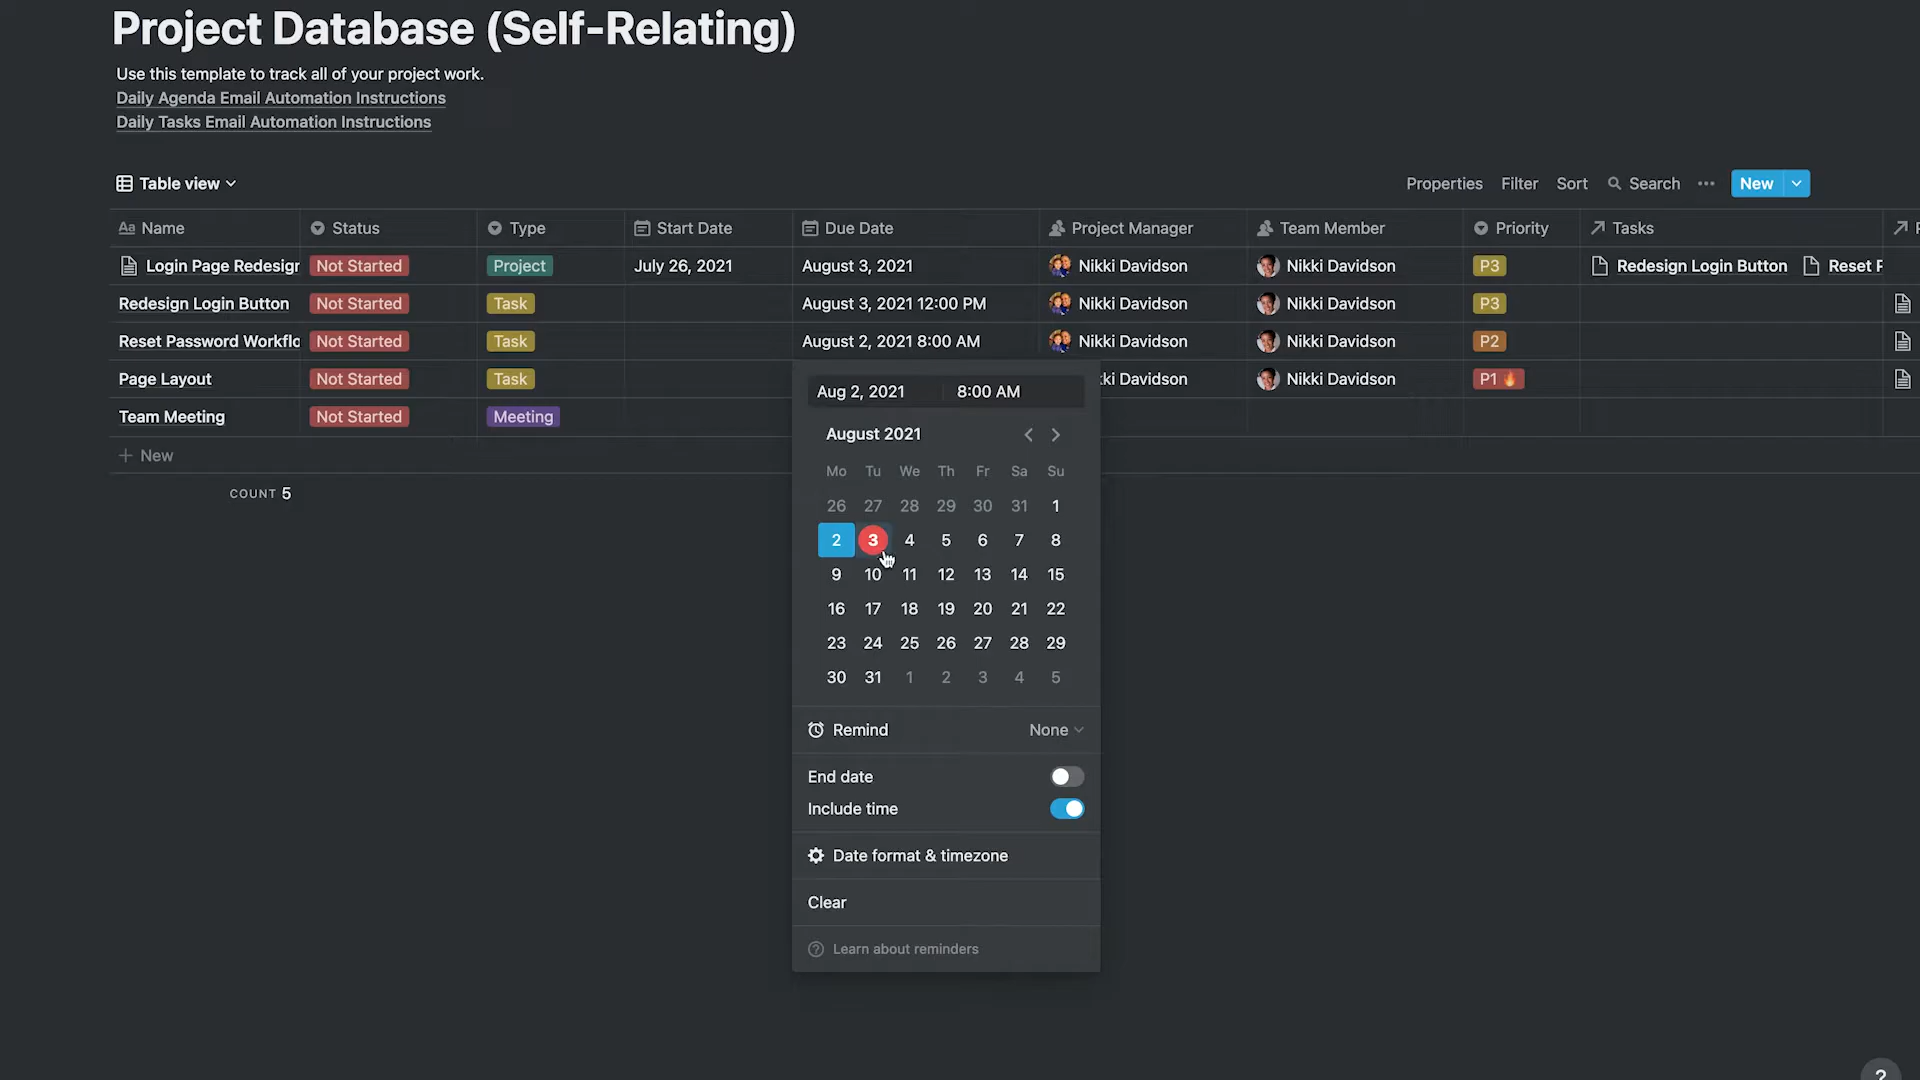 Project Database (Self-Relating)
Use this template to track all of your project work.
Daily Agenda Email Automation Instructions
Daily Tasks Email Automation Instructions
Table view Properties Filter Sort Search ••• New
Aa Name Status Type Start Date Due Date Project Manager Team Member Priority Tasks
Login Page Redesign Not Started Project July 26, 2021 August 3, 2021 Nikki Davidson Nikki Davidson P3 Redesign Login Button Reset
Redesign Login Button Not Started Task August 3, 2021 12:00 PM Nikki Davidson Nikki Davidson P3
Reset Password Workflo Not Started Task August 2, 2021 8:00 AM Nikki Davidson Nikki Davidson P2
Page Layout Not Started Task kki Davidson Nikki Davidson P1
Team Meeting Not Started Meeting
+ New
COUNT 5
Aug 2, 2021 8:00 AM
August 2021
Mo Tu We Th Fr Sa Su
26 27 28 29 30 31 1
2 3 4 5 6 7 8
9 10 11 12 13 14 15
16 17 18 19 20 21 22
23 24 25 26 27 28 29
30 31 1 2 3 4 5
Remind None
End date
Include time
Date format & timezone
Clear
Learn about reminders
?